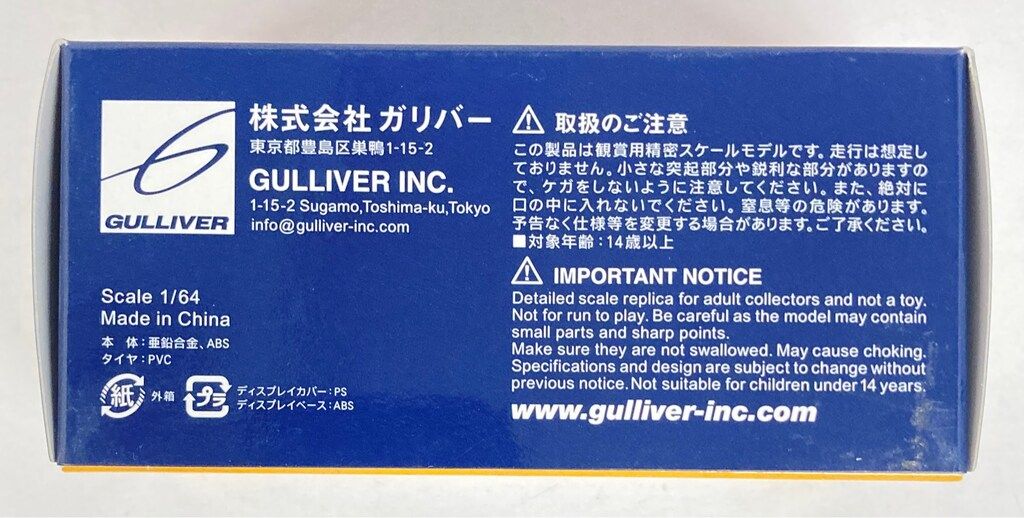 GULLIVER
株式会社 ガリバー
東京都豊島区巣鴨1-15-2
GULLIVER INC.
1-15-2 Sugamo,Toshima-ku,Tokyo
info@gulliver-inc.com
Scale 1/64
Made in China
本　体：亜鉛合金、ABS
タイヤ：PVC
紙 外箱
プラ ディスプレイカバー：PS
ディスプレイベース：ABS
取扱のご注意
この製品は観賞用精密スケールモデルです。走行は想定し
ておりません。小さな突起部分や鋭利な部分がありますの
で、ケガをしないように注意してください。また、絶対に
口の中に入れないでください。窒息等の危険があります。
予告なく仕様等を変更する場合があります。ご了承ください。
■対象年齢：14歳以上
IMPORTANT NOTICE
Detailed scale replica for adult collectors and not a toy.
Not for run to play. Be careful as the model may contain
small parts and sharp points.
Make sure they are not swallowed. May cause choking.
Specifications and design are subject to change without
previous notice. Not suitable for children under 14 years.
www.gulliver-inc.com